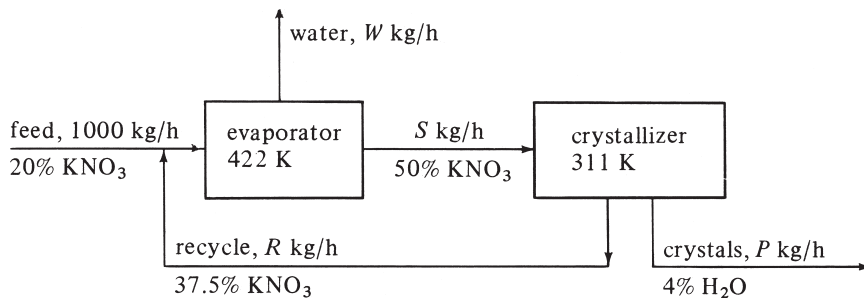 water, W kg/h
feed, 1000 kg/h
20% KNO₃
evaporator
422 K
S kg/h
50% KNO₃
crystallizer
311 K
recycle, R kg/h
37.5% KNO₃
crystals, P kg/h
4% H₂O